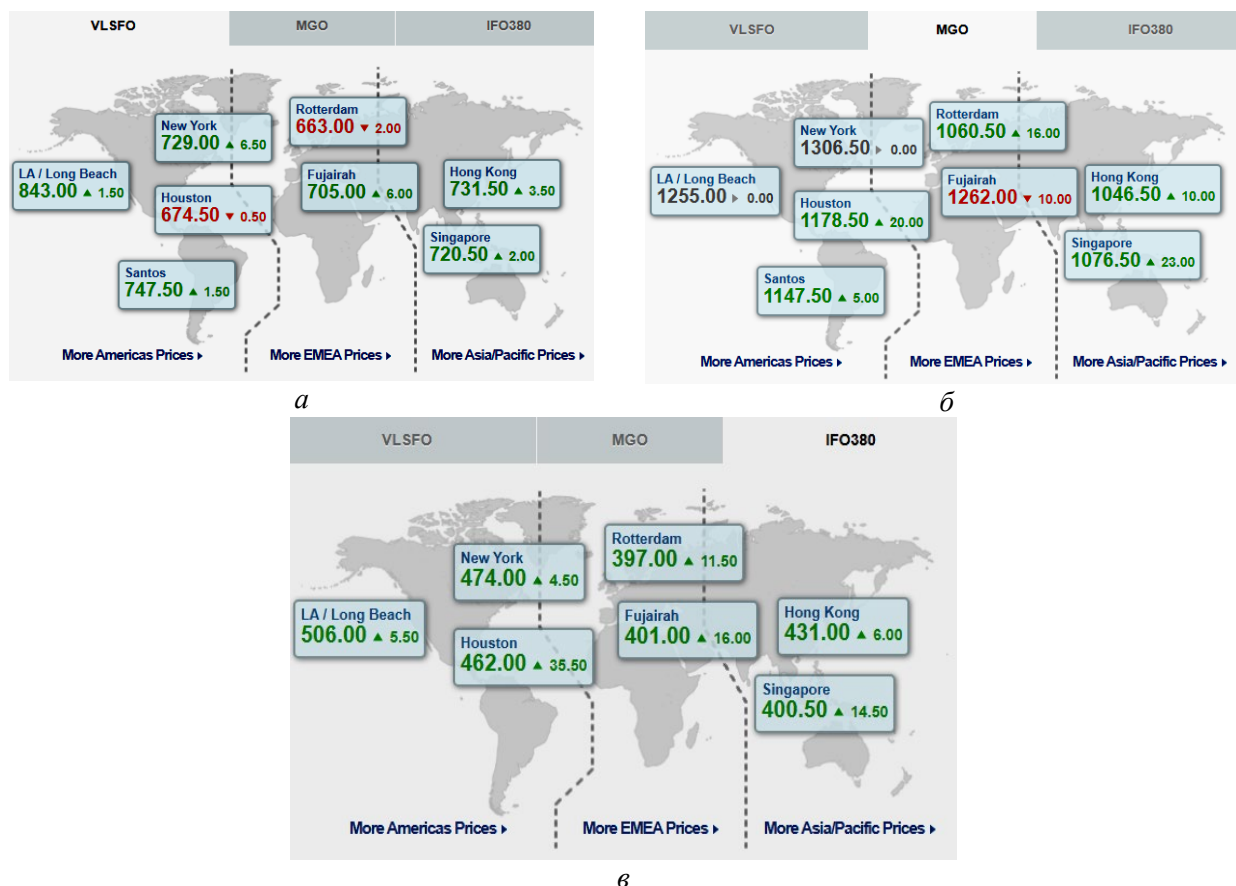 VLSFO MGO IFO380
Rotterdam
663.00 ▼ 2.00
New York
729.00 ▲ 6.50
LA / Long Beach
843.00 ▲ 1.50
Fujairah
705.00 ▲ 6.00
Hong Kong
731.50 ▲ 3.50
Houston
674.50 ▼ 0.50
Singapore
720.50 ▲ 2.00
Santos
747.50 ▲ 1.50
More Americas Prices More EMEA Prices More Asia/Pacific Prices
а
VLSFO MGO IFO380
Rotterdam
1060.50 ▲ 16.00
New York
1306.50 ▶ 0.00
LA / Long Beach
1255.00 ▶ 0.00
Fujairah
1262.00 ▼ 10.00
Hong Kong
1046.50 ▲ 10.00
Houston
1178.50 ▲ 20.00
Singapore
1076.50 ▲ 23.00
Santos
1147.50 ▲ 5.00
More Americas Prices More EMEA Prices More Asia/Pacific Prices
б
VLSFO MGO IFO380
Rotterdam
397.00 ▲ 11.50
New York
474.00 ▲ 4.50
LA / Long Beach
506.00 ▲ 5.50
Fujairah
401.00 ▲ 16.00
Hong Kong
431.00 ▲ 6.00
Houston
462.00 ▲ 35.50
Singapore
400.50 ▲ 14.50
More Americas Prices More EMEA Prices More Asia/Pacific Prices
в